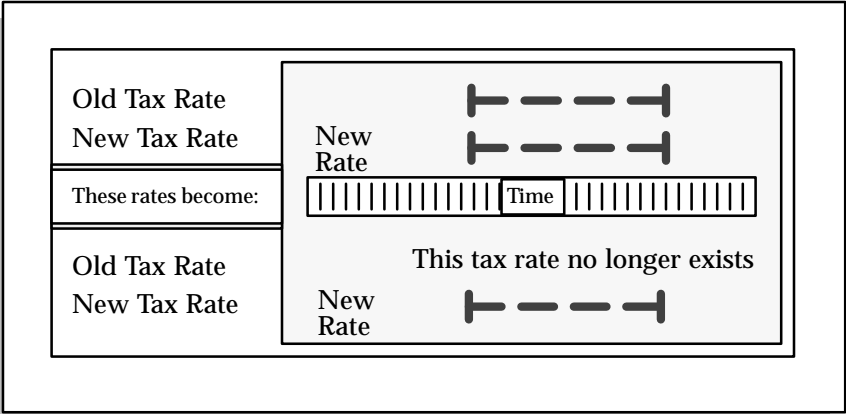 Old Tax Rate
New Tax Rate
New
Rate
These rates become:
Time
Old Tax Rate
This tax rate no longer exists
New Tax Rate
New
Rate